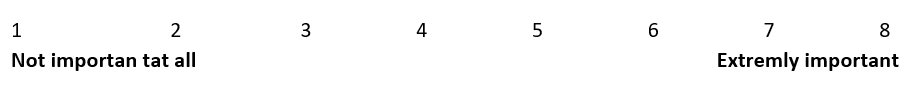 1 2 3 4 5 6 7 8
Not importan tat all Extremly important